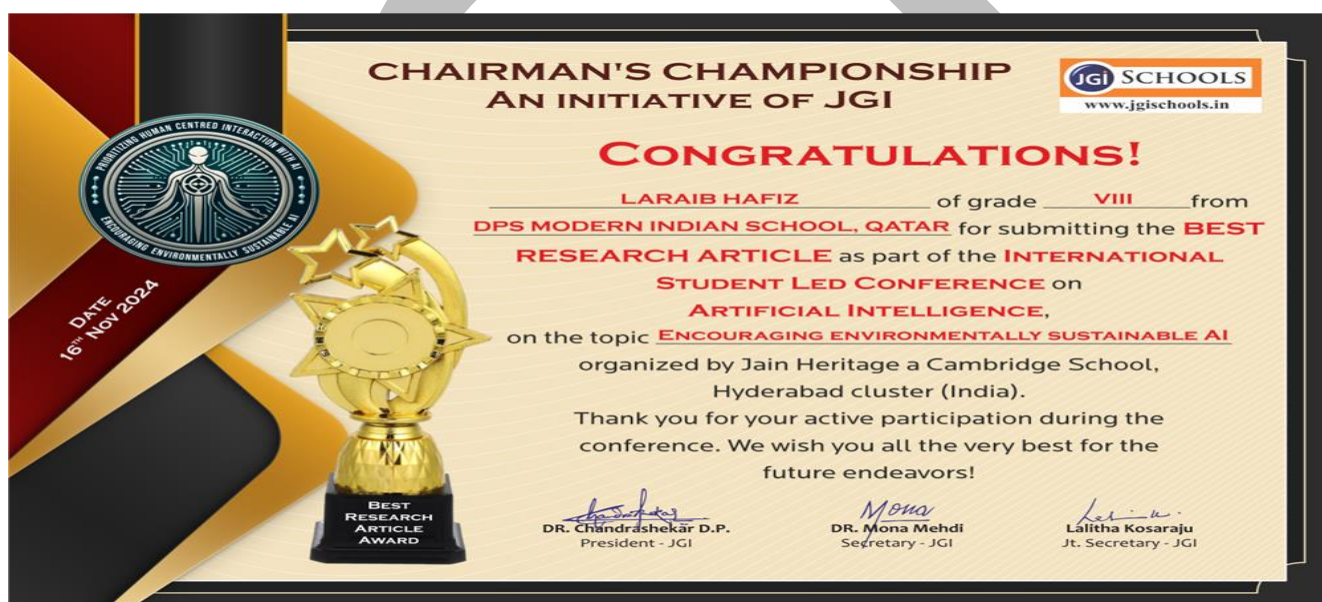 CHAIRMAN'S CHAMPIONSHIP
AN INITIATIVE OF JGI
JGi SCHOOLS
www.jgischools.in
CONGRATULATIONS!
LARAIB HAFIZ of grade VIII from
DPS MODERN INDIAN SCHOOL, QATAR for submitting the BEST
RESEARCH ARTICLE as part of the INTERNATIONAL
STUDENT LED CONFERENCE on
ARTIFICIAL INTELLIGENCE,
on the topic ENCOURAGING ENVIRONMENTALLY SUSTAINABLE AI
organized by Jain Heritage a Cambridge School,
Hyderabad cluster (India).
Thank you for your active participation during the
conference. We wish you all the very best for the
future endeavors!
PRIORITIZING HUMAN CENTRED INTERACTION WITH AI
ENCOURAGING ENVIRONMENTALLY SUSTAINABLE AI
DATE
16TH NOV 2024
BEST
RESEARCH
ARTICLE
AWARD
Mona
DR. Chandrashekar D.P. DR. Mona Mehdi Lalitha Kosaraju
President - JGI Secretary - JGI Jt. Secretary - JGI